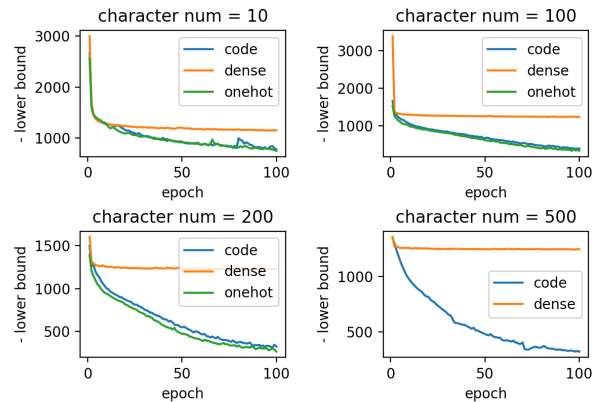 character num = 10
3000
2000
1000
- lower bound
code
dense
onehot
0
50
100
epoch
character num = 100
3000
2000
1000
- lower bound
code
dense
onehot
0
50
100
epoch
character num = 200
1500
1000
500
- lower bound
code
dense
onehot
0
50
100
epoch
character num = 500
1000
500
- lower bound
code
dense
0
50
100
epoch